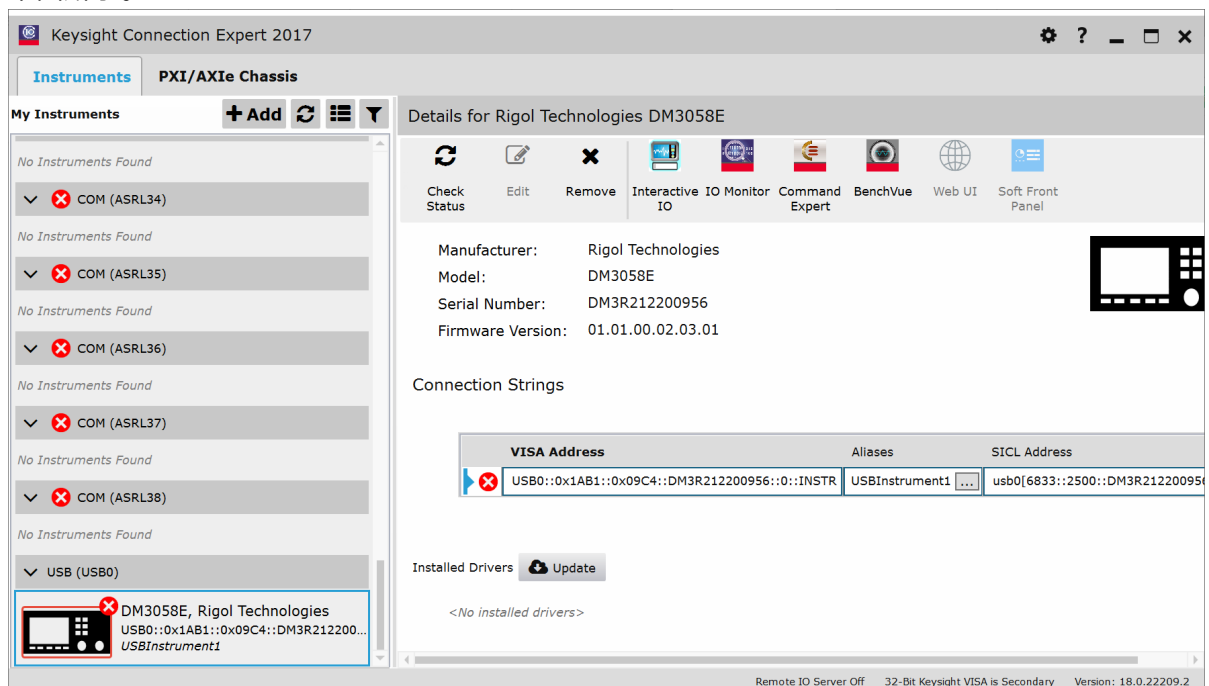 Keysight Connection Expert 2017
?
Instruments PXI/AXIe Chassis
My Instruments
Add
No Instruments Found
COM (ASRL34)
No Instruments Found
COM (ASRL35)
No Instruments Found
COM (ASRL36)
No Instruments Found
COM (ASRL37)
No Instruments Found
COM (ASRL38)
No Instruments Found
USB (USB0)
DM3058E, Rigol Technologies
USB0::0x1AB1::0x09C4::DM3R212200...
USBInstrument1
Details for Rigol Technologies DM3058E
Check Status
Edit
Remove
Interactive IO
IO Monitor
Command Expert
BenchVue
Web UI
Soft Front Panel
Manufacturer: Rigol Technologies
Model: DM3058E
Serial Number: DM3R212200956
Firmware Version: 01.01.00.02.03.01
Connection Strings
VISA Address Aliases SICL Address
USB0::0x1AB1::0x09C4::DM3R212200956::0::INSTR USBInstrument1 ... usb0[6833::2500::DM3R212200956
Installed Drivers Update
<No installed drivers>
Remote IO Server Off 32-Bit Keysight VISA is Secondary Version: 18.0.22209.2